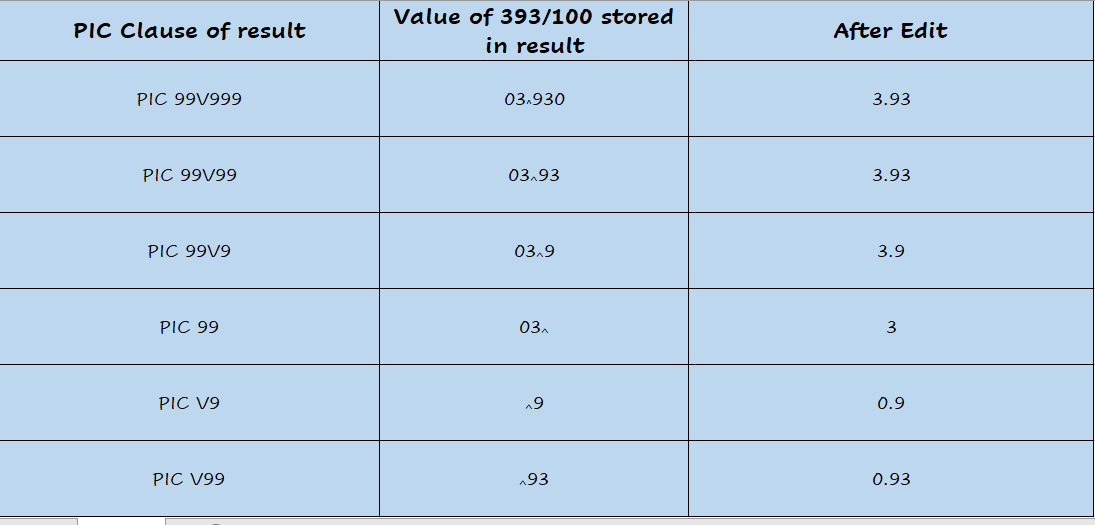 PIC Clause of result
Value of 393/100 stored
in result
After Edit
PIC 99V999
03^930
3.93
PIC 99V99
03^93
3.93
PIC 99V9
03^9
3.9
PIC 99
03^
3
PIC V9
^9
0.9
PIC V99
^93
0.93